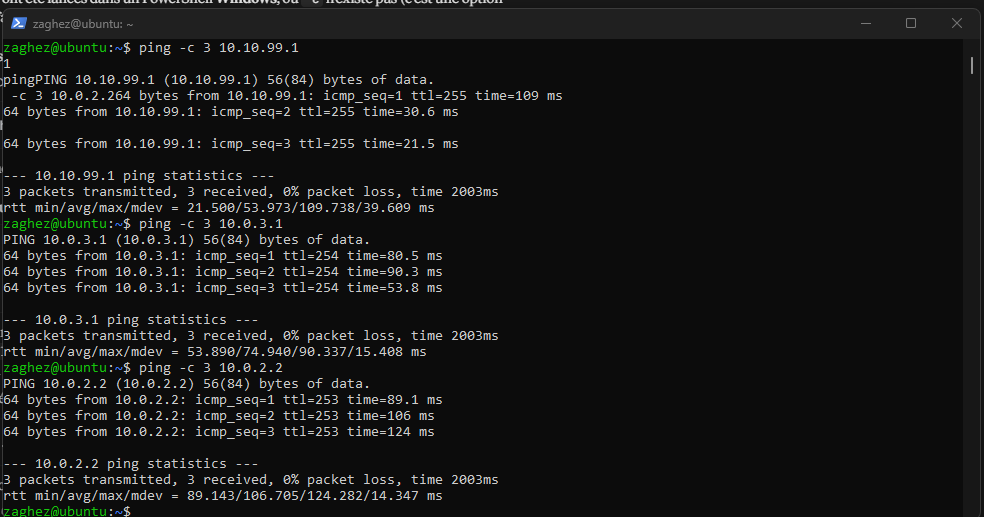 zaghez@ubuntu: ~
zaghez@ubuntu:~$ ping -c 3 10.10.99.1
1
pingPING 10.10.99.1 (10.10.99.1) 56(84) bytes of data.
-c 3 10.0.2.264 bytes from 10.10.99.1: icmp_seq=1 ttl=255 time=109 ms
64 bytes from 10.10.99.1: icmp_seq=2 ttl=255 time=30.6 ms
64 bytes from 10.10.99.1: icmp_seq=3 ttl=255 time=21.5 ms
--- 10.10.99.1 ping statistics ---
3 packets transmitted, 3 received, 0% packet loss, time 2003ms
rtt min/avg/max/mdev = 21.500/53.973/109.738/39.609 ms
zaghez@ubuntu:~$ ping -c 3 10.0.3.1
PING 10.0.3.1 (10.0.3.1) 56(84) bytes of data.
64 bytes from 10.0.3.1: icmp_seq=1 ttl=254 time=80.5 ms
64 bytes from 10.0.3.1: icmp_seq=2 ttl=254 time=90.3 ms
64 bytes from 10.0.3.1: icmp_seq=3 ttl=254 time=53.8 ms
--- 10.0.3.1 ping statistics ---
3 packets transmitted, 3 received, 0% packet loss, time 2003ms
rtt min/avg/max/mdev = 53.890/74.940/90.337/15.408 ms
zaghez@ubuntu:~$ ping -c 3 10.0.2.2
PING 10.0.2.2 (10.0.2.2) 56(84) bytes of data.
64 bytes from 10.0.2.2: icmp_seq=1 ttl=253 time=89.1 ms
64 bytes from 10.0.2.2: icmp_seq=2 ttl=253 time=106 ms
64 bytes from 10.0.2.2: icmp_seq=3 ttl=253 time=124 ms
--- 10.0.2.2 ping statistics ---
3 packets transmitted, 3 received, 0% packet loss, time 2003ms
rtt min/avg/max/mdev = 89.143/106.705/124.282/14.347 ms
zaghez@ubuntu:~$